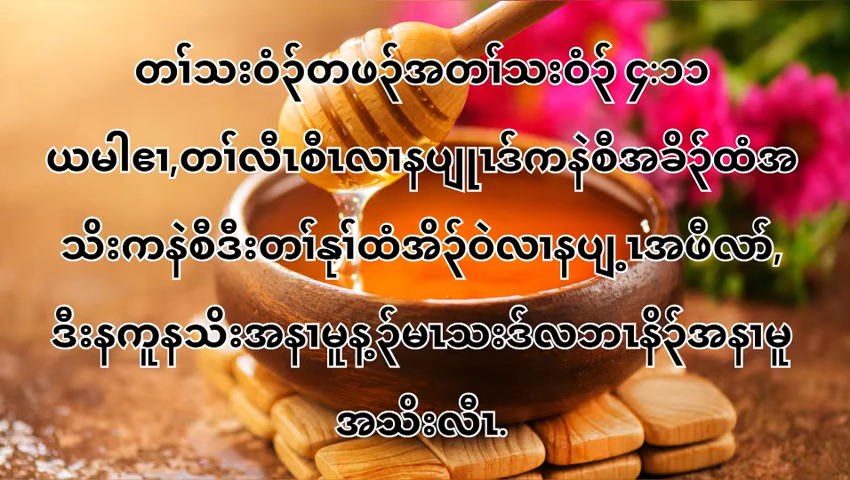 တၢ်သးဝံၣ်တဖၣ်အတၢ်သးဝံၣ် ၄:၁၁
ယမါဧၢ,တၢ်လီၤစီၤလၢနပျုၤဒ်ကနဲစီအခိၣ်ထံအ
သိးကနဲစီဒီးတၢ်နုၢ်ထံအိၣ်ဝဲလၢနပျ့ၤအဖီလာ်,
ဒီးနကူနသိးအနၢမူန့ၣ်မၤသးဒ်လဘၤနိၣ်အနၢမူ
အသိးလီၤ.